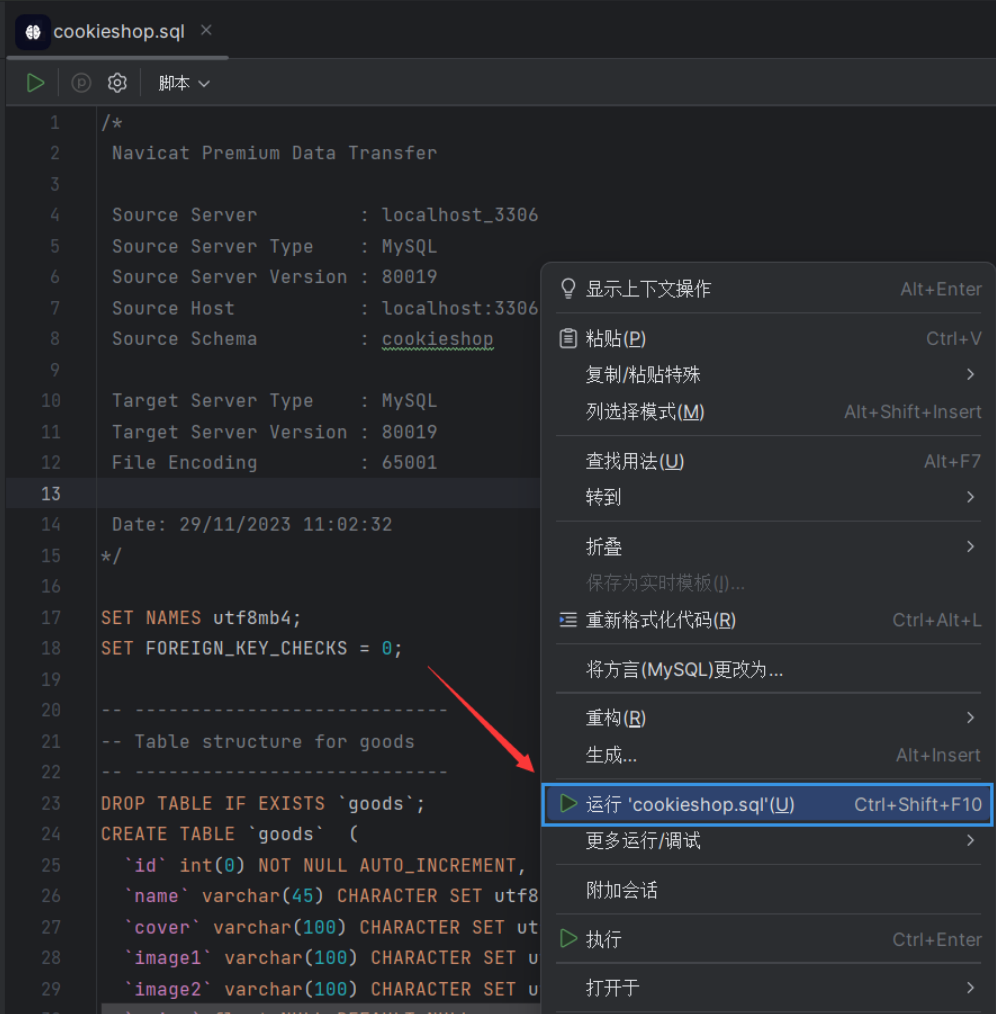 cookieshop.sql
脚本
1 /*
2 Navicat Premium Data Transfer
3
4 Source Server : localhost_3306
5 Source Server Type : MySQL
6 Source Server Version : 80019
7 Source Host : localhost:3306
8 Source Schema : cookieshop
9
10 Target Server Type : MySQL
11 Target Server Version : 80019
12 File Encoding : 65001
13
14 Date: 29/11/2023 11:02:32
15 */
16
17 SET NAMES utf8mb4;
18 SET FOREIGN_KEY_CHECKS = 0;
19
20 -- ----------------------------
21 -- Table structure for goods
22 -- ----------------------------
23 DROP TABLE IF EXISTS `goods`;
24 CREATE TABLE `goods` (
25 `id` int(0) NOT NULL AUTO_INCREMENT,
26 `name` varchar(45) CHARACTER SET utf8
27 `cover` varchar(100) CHARACTER SET ut
28 `image1` varchar(100) CHARACTER SET u
29 `image2` varchar(100) CHARACTER SET u
显示上下文操作 Alt+Enter
粘贴(P) Ctrl+V
复制/粘贴特殊
列选择模式(M) Alt+Shift+Insert
查找用法(U) Alt+F7
转到
折叠
保存为实时模板(I)...
重新格式化代码(R) Ctrl+Alt+L
将方言(MySQL)更改为...
重构(R)
生成... Alt+Insert
运行 'cookieshop.sql'(U) Ctrl+Shift+F10
更多运行/调试
附加会话
执行 Ctrl+Enter
打开于